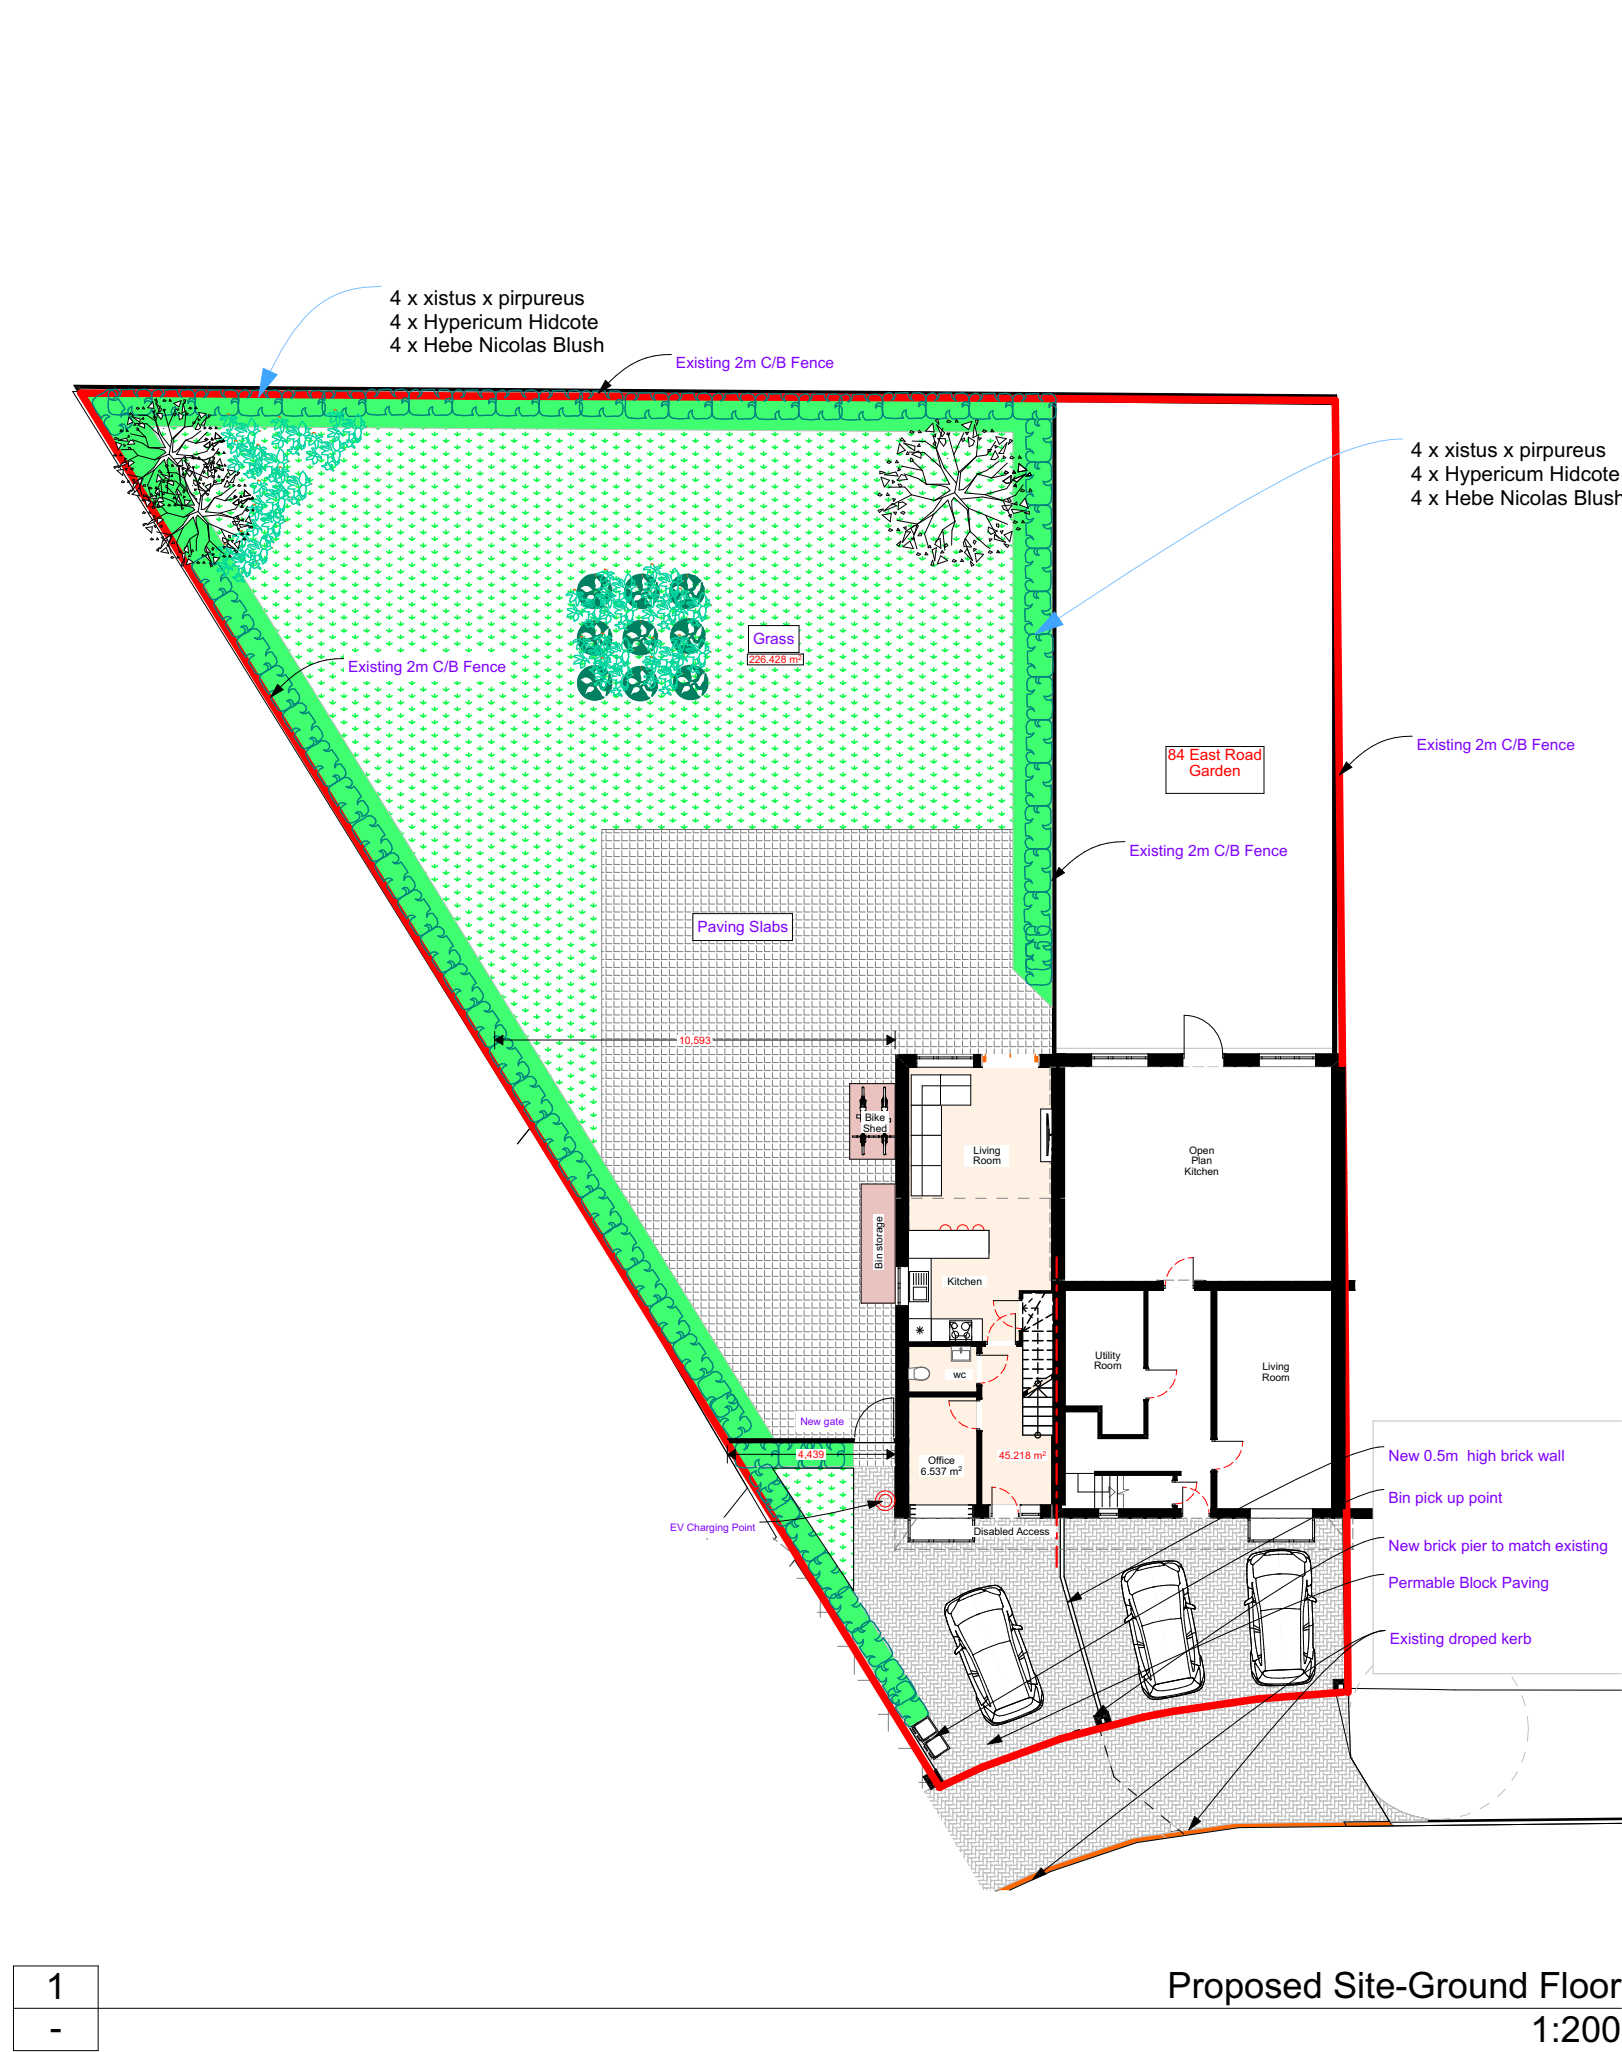 4 x xistus x pirpureus
4 x Hypericum Hidcote
4 x Hebe Nicolas Blush
Existing 2m C/B Fence
4 x xistus x pirpureus
4 x Hypericum Hidcote
4 x Hebe Nicolas Blush
Grass
226.428 m²
Existing 2m C/B Fence
84 East Road
Garden
Existing 2m C/B Fence
Existing 2m C/B Fence
Paving Slabs
10,593
Bike
Shed
Living
Room
Open
Plan
Kitchen
Bin storage
Kitchen
Utility
Room
Living
Room
wc
New gate
4,439
Office
6.537 m²
45.218 m²
New 0.5m high brick wall
Bin pick up point
EV Charging Point
Disabled Access
New brick pier to match existing
Permable Block Paving
Existing droped kerb
1
-
Proposed Site-Ground Floor
1:200